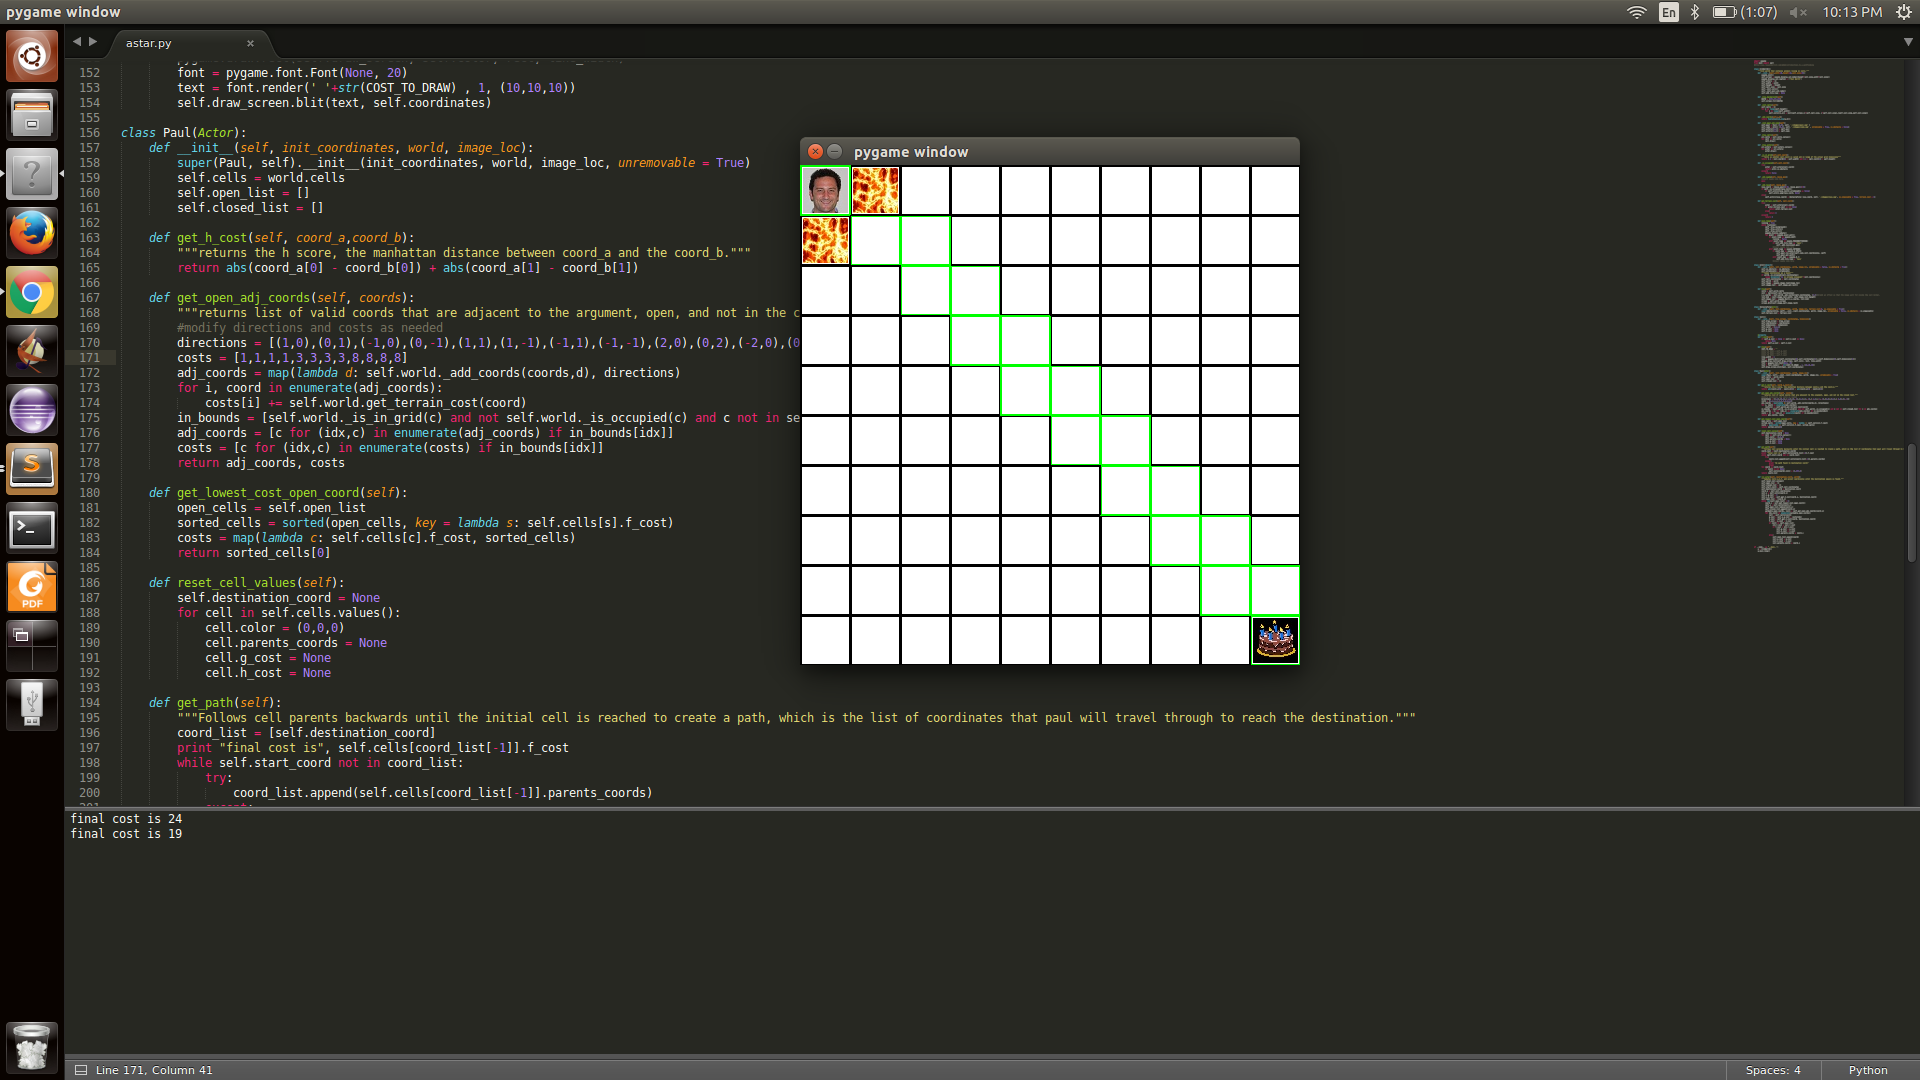 pygame window
En
(1:07)
10:13 PM
astar.py
152 font = pygame.font.Font(None, 20)
153 text = font.render(' '+str(COST_TO_DRAW) , 1, (10,10,10))
154 self.draw_screen.blit(text, self.coordinates)
155
156 class Paul(Actor):
157 def __init__(self, init_coordinates, world, image_loc):
158 super(Paul, self).__init__(init_coordinates, world, image_loc, unremovable = True)
159 self.cells = world.cells
160 self.open_list = []
161 self.closed_list = []
162
163 def get_h_cost(self, coord_a,coord_b):
164 """returns the h score, the manhattan distance between coord_a and the coord_b."""
165 return abs(coord_a[0] - coord_b[0]) + abs(coord_a[1] - coord_b[1])
166
167 def get_open_adj_coords(self, coords):
168 """returns list of valid coords that are adjacent to the argument, open, and not in the c
169 #modify directions and costs as needed
170 directions = [(1,0),(0,1),(-1,0),(0,-1),(1,1),(1,-1),(-1,1),(-1,-1),(2,0),(0,2),(-2,0),(0
171 costs = [1,1,1,1,3,3,3,3,8,8,8,8]
172 adj_coords = map(lambda d: self.world._add_coords(coords,d), directions)
173 for i, coord in enumerate(adj_coords):
174 costs[i] += self.world.get_terrain_cost(coord)
175 in_bounds = [self.world._is_in_grid(c) and not self.world._is_occupied(c) and c not in se
176 adj_coords = [c for (idx,c) in enumerate(adj_coords) if in_bounds[idx]]
177 costs = [c for (idx,c) in enumerate(costs) if in_bounds[idx]]
178 return adj_coords, costs
179
180 def get_lowest_cost_open_coord(self):
181 open_cells = self.open_list
182 sorted_cells = sorted(open_cells, key = lambda s: self.cells[s].f_cost)
183 costs = map(lambda c: self.cells[c].f_cost, sorted_cells)
184 return sorted_cells[0]
185
186 def reset_cell_values(self):
187 self.destination_coord = None
188 for cell in self.cells.values():
189 cell.color = (0,0,0)
190 cell.parents_coords = None
191 cell.g_cost = None
192 cell.h_cost = None
193
194 def get_path(self):
195 """Follows cell parents backwards until the initial cell is reached to create a path, which is the list of coordinates that paul will travel through to reach the destination."""
196 coord_list = [self.destination_coord]
197 print "final cost is", self.cells[coord_list[-1]].f_cost
198 while self.start_coord not in coord_list:
199 try:
200 coord_list.append(self.cells[coord_list[-1]].parents_coords)
pygame window
PDF
final cost is 24
final cost is 19
Line 171, Column 41
Spaces: 4
Python